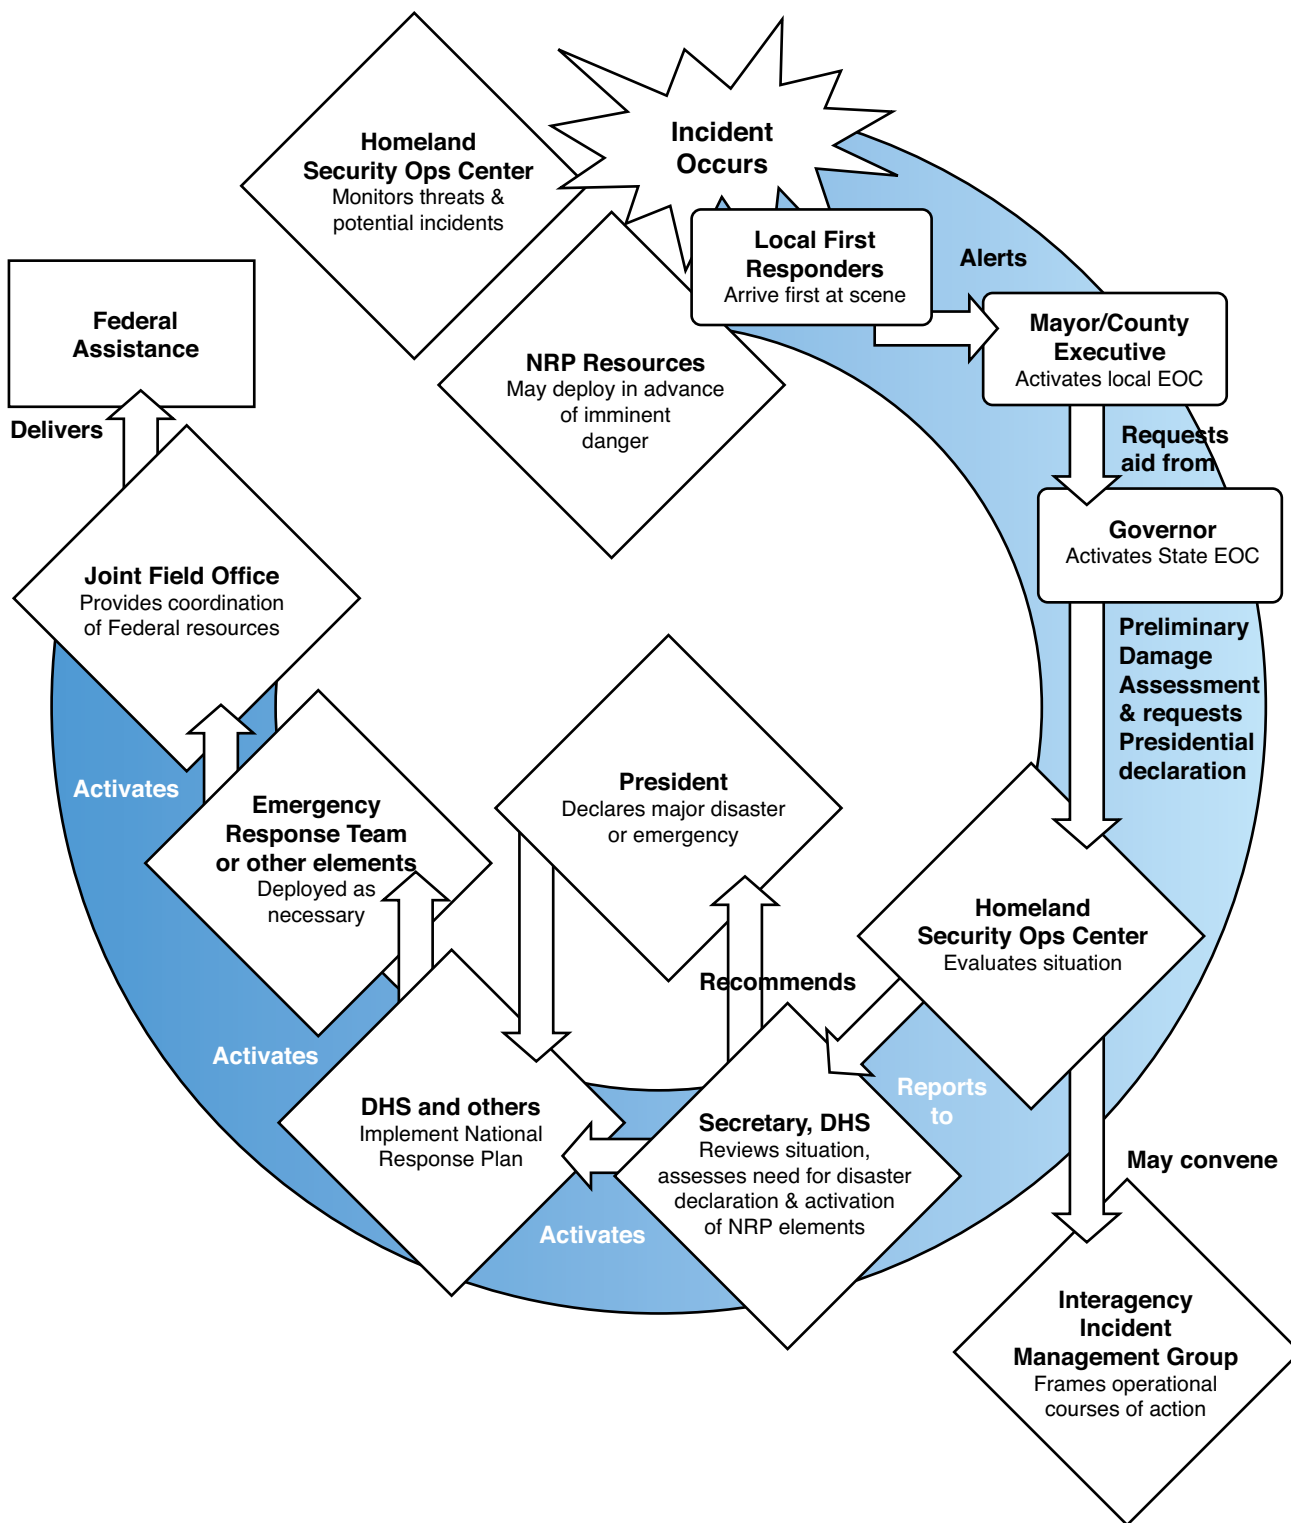 Homeland
Security Ops Center
Monitors threats &
potential incidents
Incident
Occurs
Local First
Responders
Arrive first at scene
Alerts
Mayor/County
Executive
Activates local EOC
Federal
Assistance
NRP Resources
May deploy in advance
of imminent
danger
Delivers
Requests
aid from
Governor
Activates State EOC
Joint Field Office
Provides coordination
of Federal resources
Preliminary
Damage
Assessment
& requests
Presidential
declaration
Activates
Emergency
Response Team
or other elements
Deployed as
necessary
President
Declares major disaster
or emergency
Homeland
Security Ops Center
Evaluates situation
Recommends
Activates
Reports
to
DHS and others
Implement National
Response Plan
Secretary, DHS
Reviews situation,
assesses need for disaster
declaration & activation
of NRP elements
May convene
Activates
Interagency
Incident
Management Group
Frames operational
courses of action